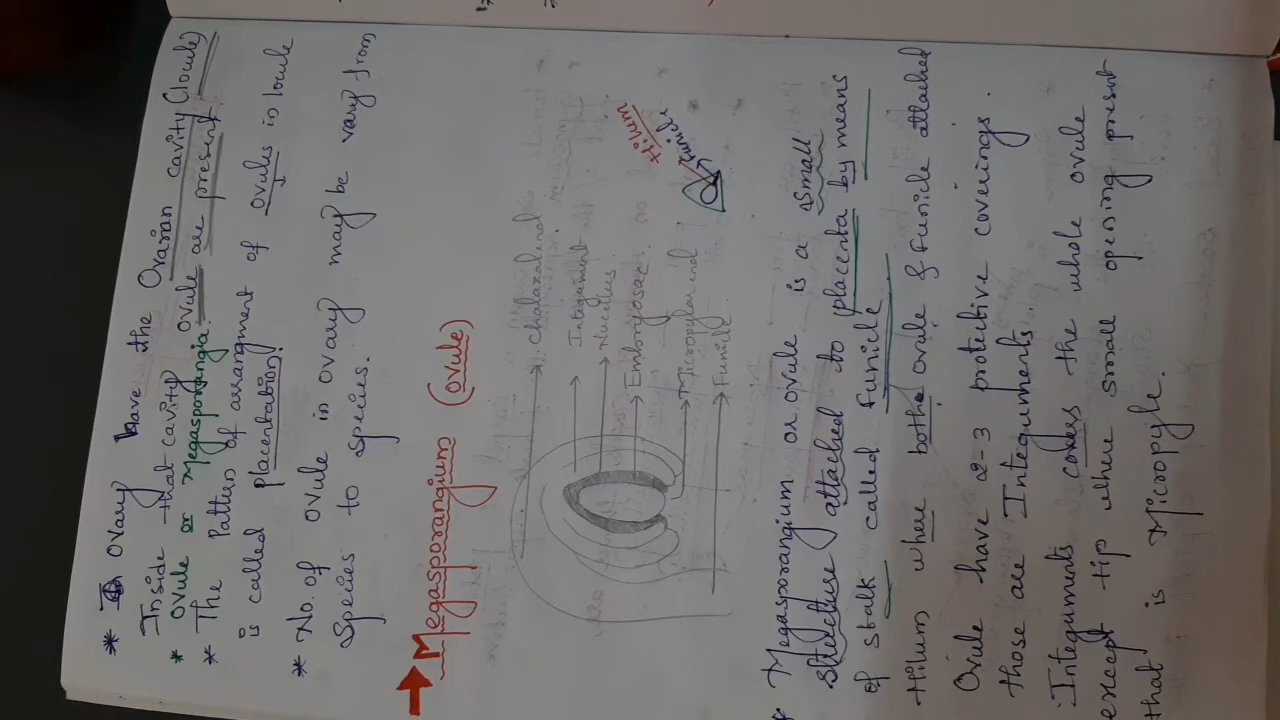 * Ovary have the Ovarian cavity (locule)
Inside that cavity ovule are present.
* Ovule or Megasporangia.
* The Pattern of arrangment of ovules in locule
is called placentation.
* No. of ovule in ovary may be vary from
Species to species.
→ Megasporangium (ovule)
1. Chalazal end
Integument
Nucellus
Embryosac
Micropylar end
Funicle
Hilum
Funicle
* Megasporangium or ovule is a small
structure attached to placenta by means
of stalk called funicle
Hilum where both ovule & funicle attached
Ovule have 2-3 protective coverings.
those are Integuments.
Integuments covers the whole ovule
except tip where small opening present
that is Micropyle.